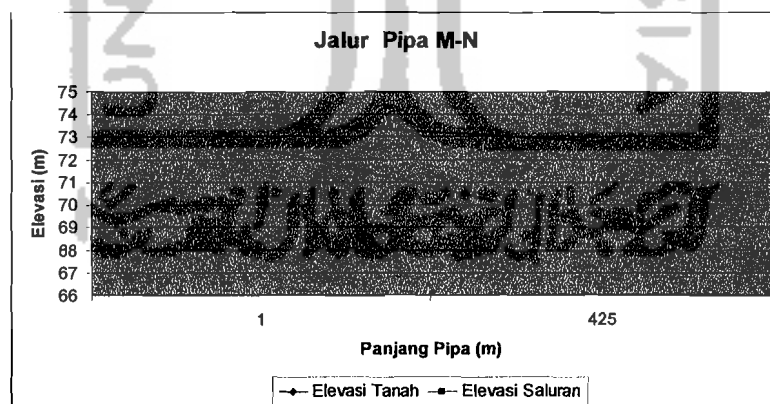 Jalur Pipa M-N
75
74
73
72
71
70
69
68
67
66
Elevasi (m)
1
425
Panjang Pipa (m)
Elevasi Tanah
Elevasi Saluran